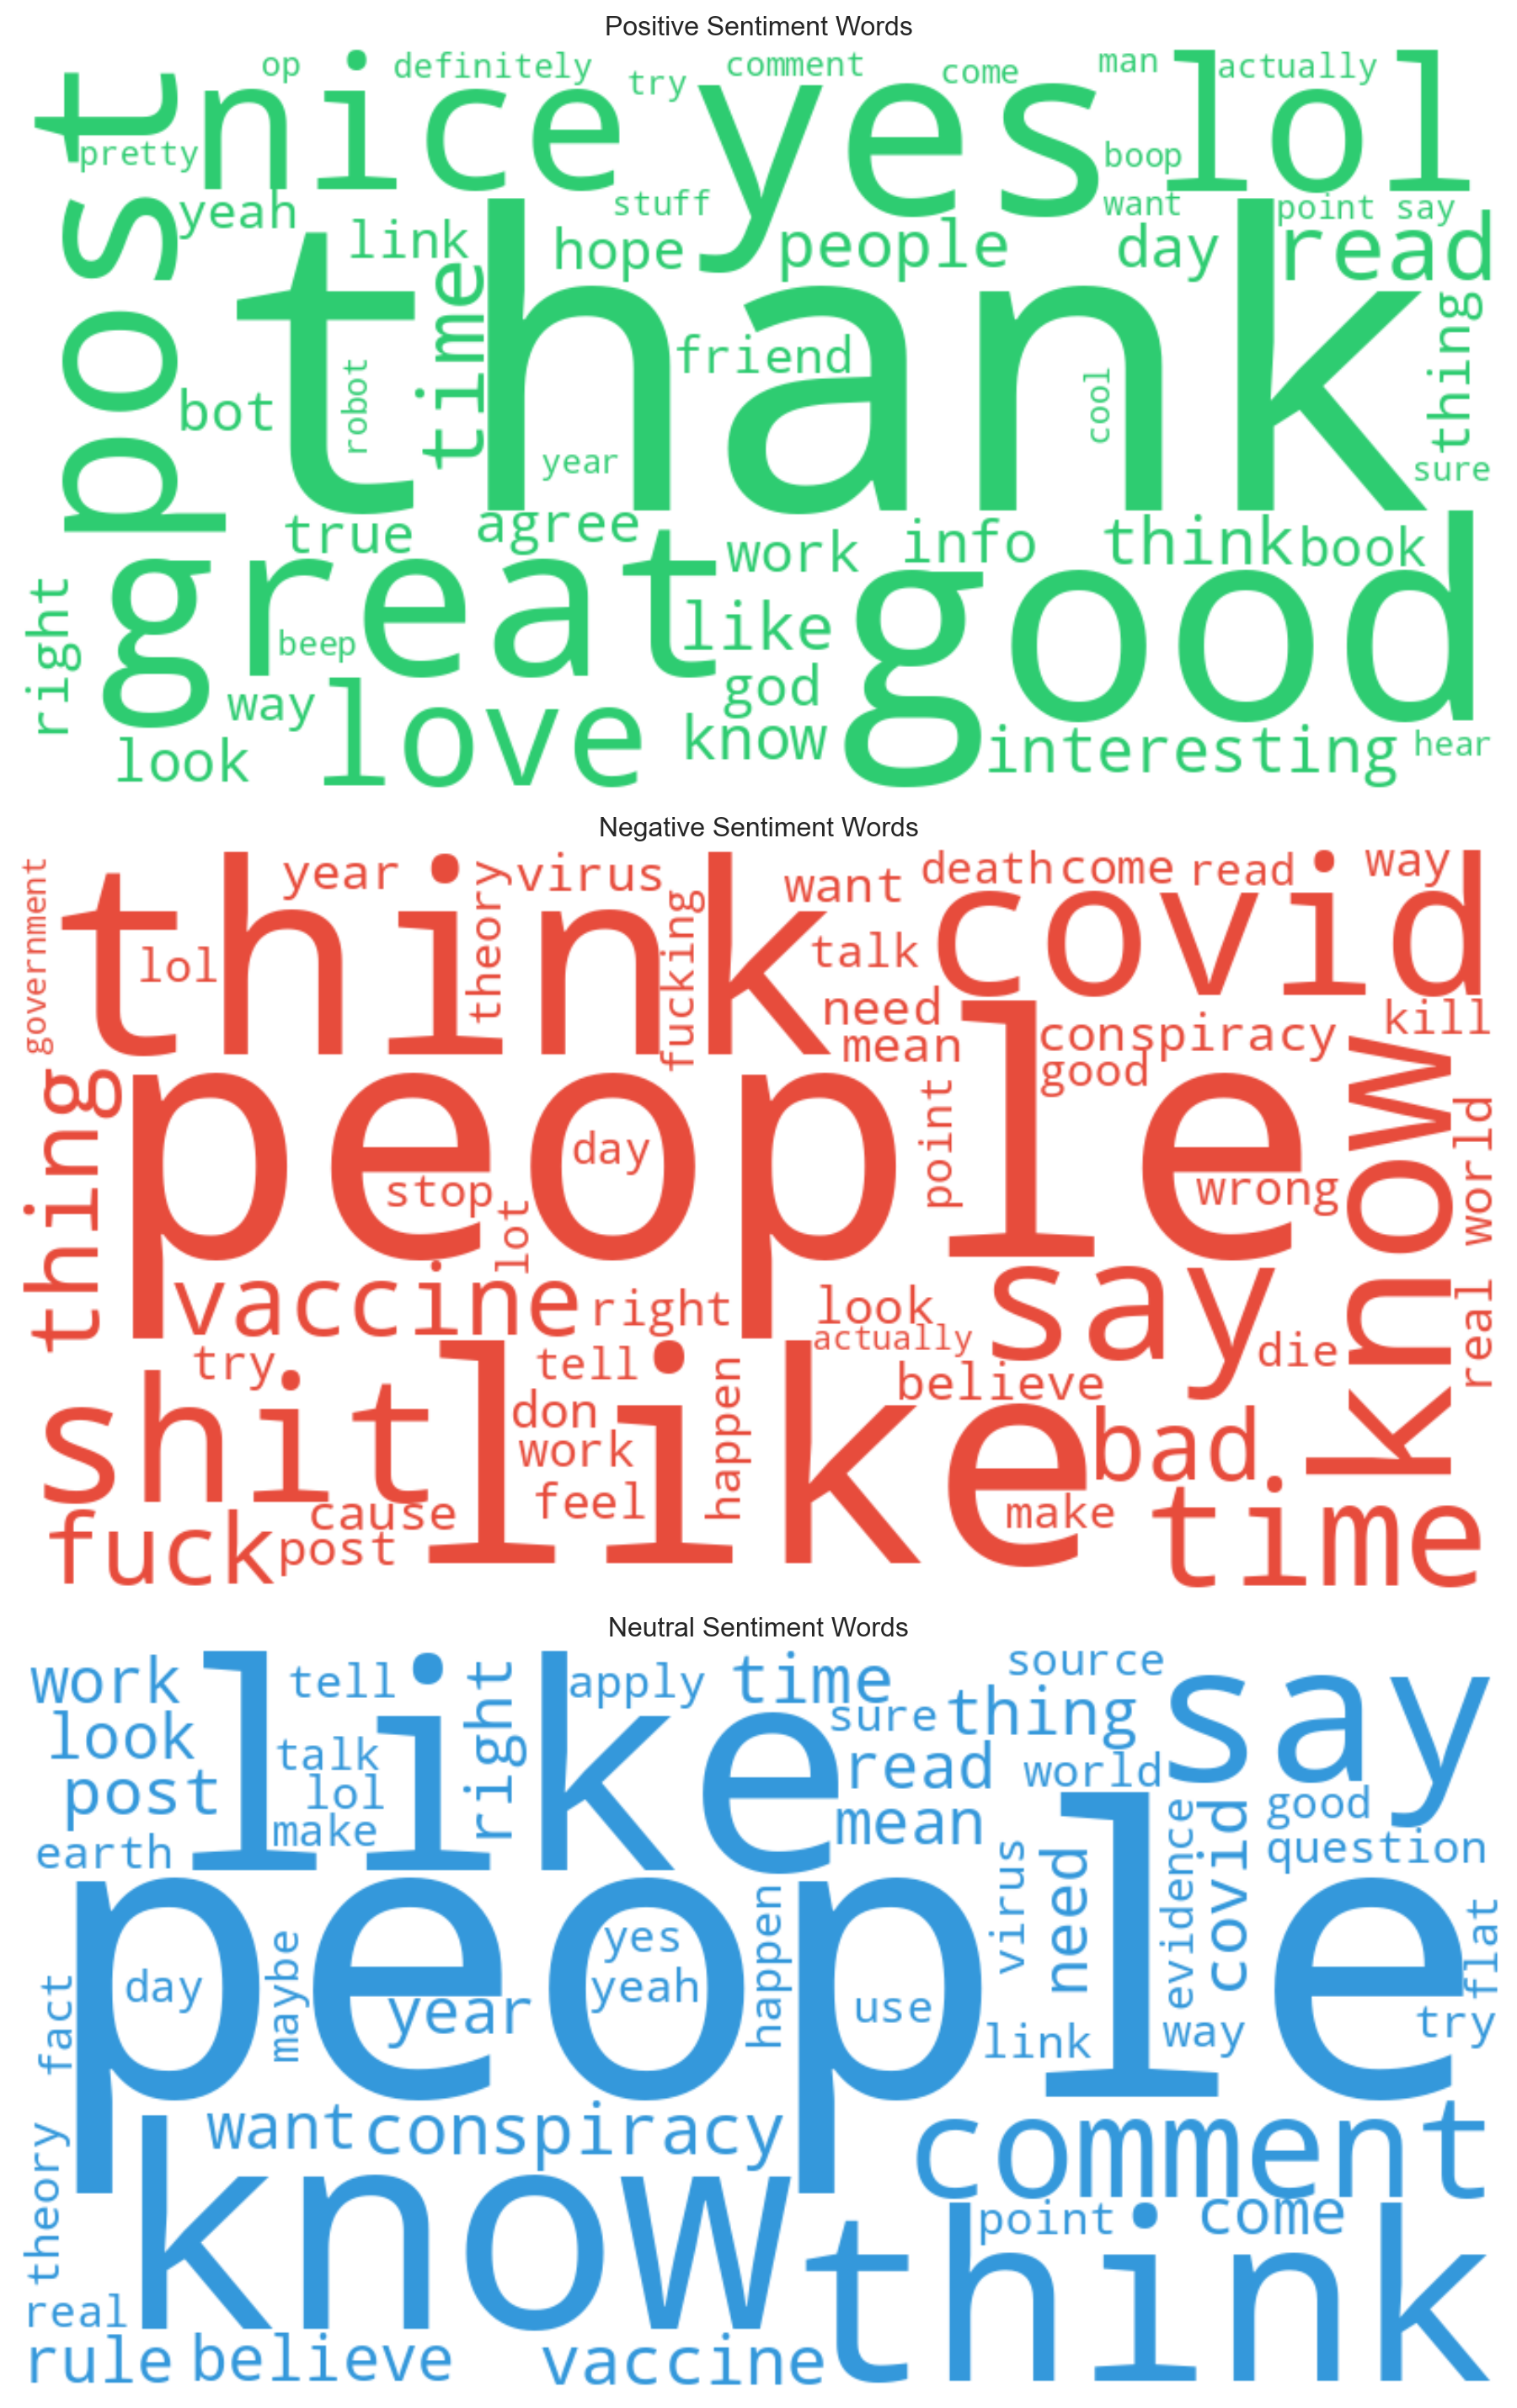 Positive Sentiment Words
op
definitely
try
comment
come
man
actually
nice
yes
lol
post
pretty
boop
yeah
stuff
want
point say
link
hope
people
day
read
thank
time
thing
friend
robot
cool
bot
year
sure
true
agree
work
info
think
book
great
good
right
beep
like
way
love
god
know
look
interesting
hear
Negative Sentiment Words
government
think
year
theory
virus
fucking
want
death
come
read
way
covid
lol
talk
need
mean
conspiracy
kill
good
thing
people
day
point
know
world
stop
lot
wrong
vaccine
right
look
say
actually
real
try
tell
die
shit
like
happen
believe
don
work
bad
feel
cause
make
time
fuck
post
Neutral Sentiment Words
work
like
tell
right
apply
time
source
say
look
sure
thing
talk
read
world
post
lol
make
mean
good
earth
virus
need
evidence
covid
question
people
yes
happen
flat
fact
day
maybe
year
yeah
use
link
way
try
theory
want
conspiracy
comment
know
point
come
think
real
rule
believe
vaccine